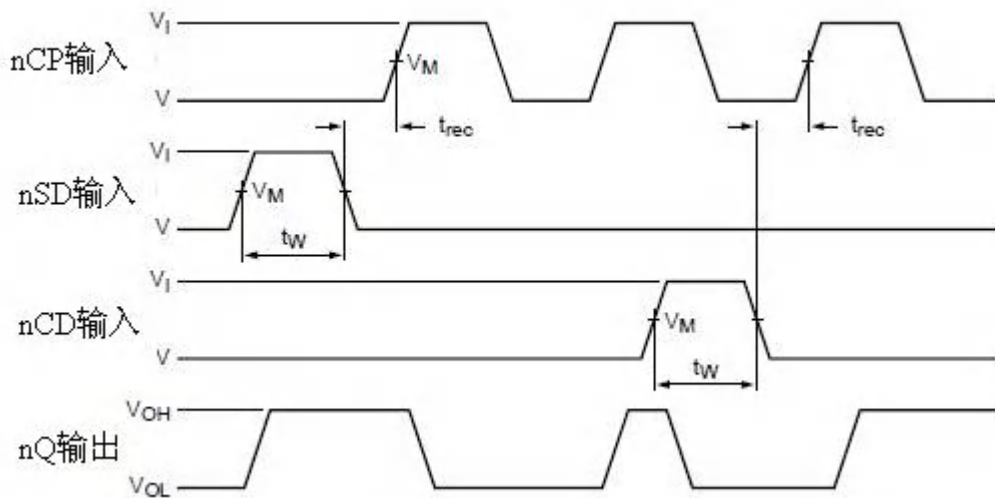 VI
nCP输入
VM
V
trec
trec
VI
nSD输入
VM
V
tW
VI
nCD输入
VM
V
tW
VOH
nQ输出
VOL